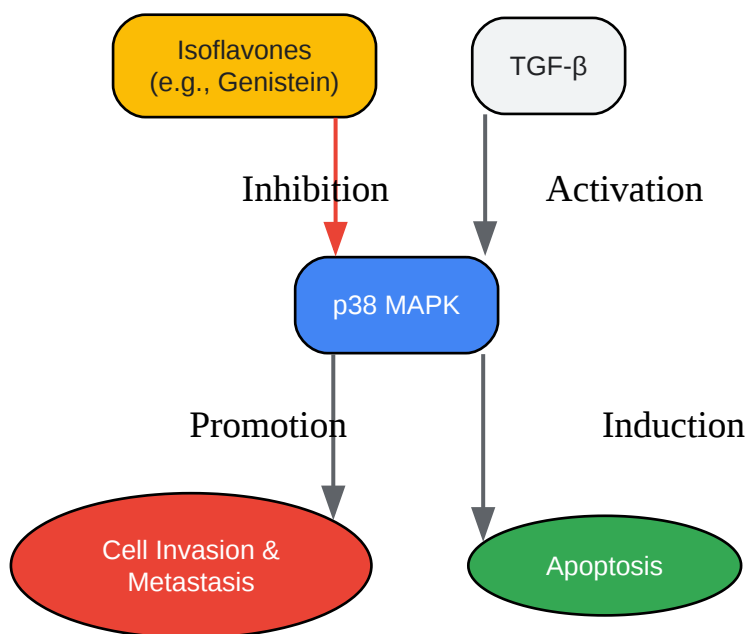 Isoflavones
(e.g., Genistein)
TGF-β
Inhibition
Activation
p38 MAPK
Promotion
Induction
Cell Invasion &
Metastasis
Apoptosis